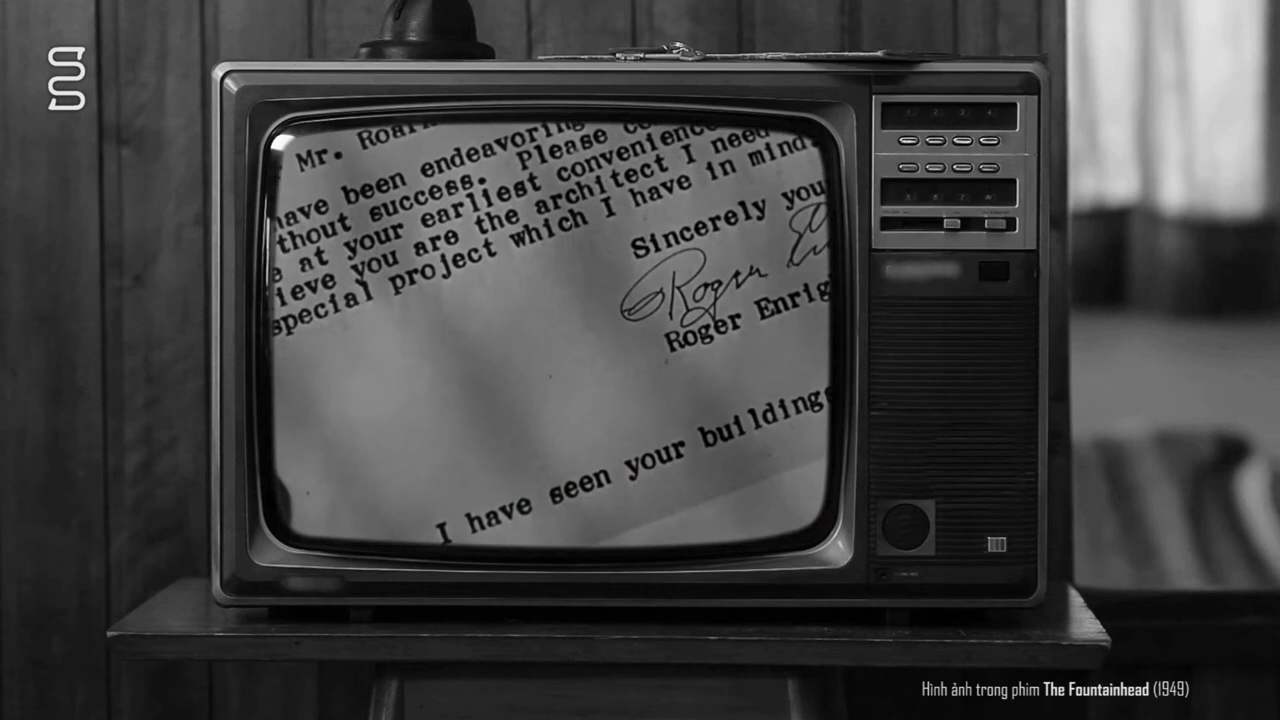 Mr.
have been endeavoring
thout success. Please
e at your earliest convenience
ieve you are the architect I need
special project which I have in mind.
Sincerely you
Roger
Roger Enrig
I have seen your buildings
Hình ảnh trong phim The Fountainhead (1949)